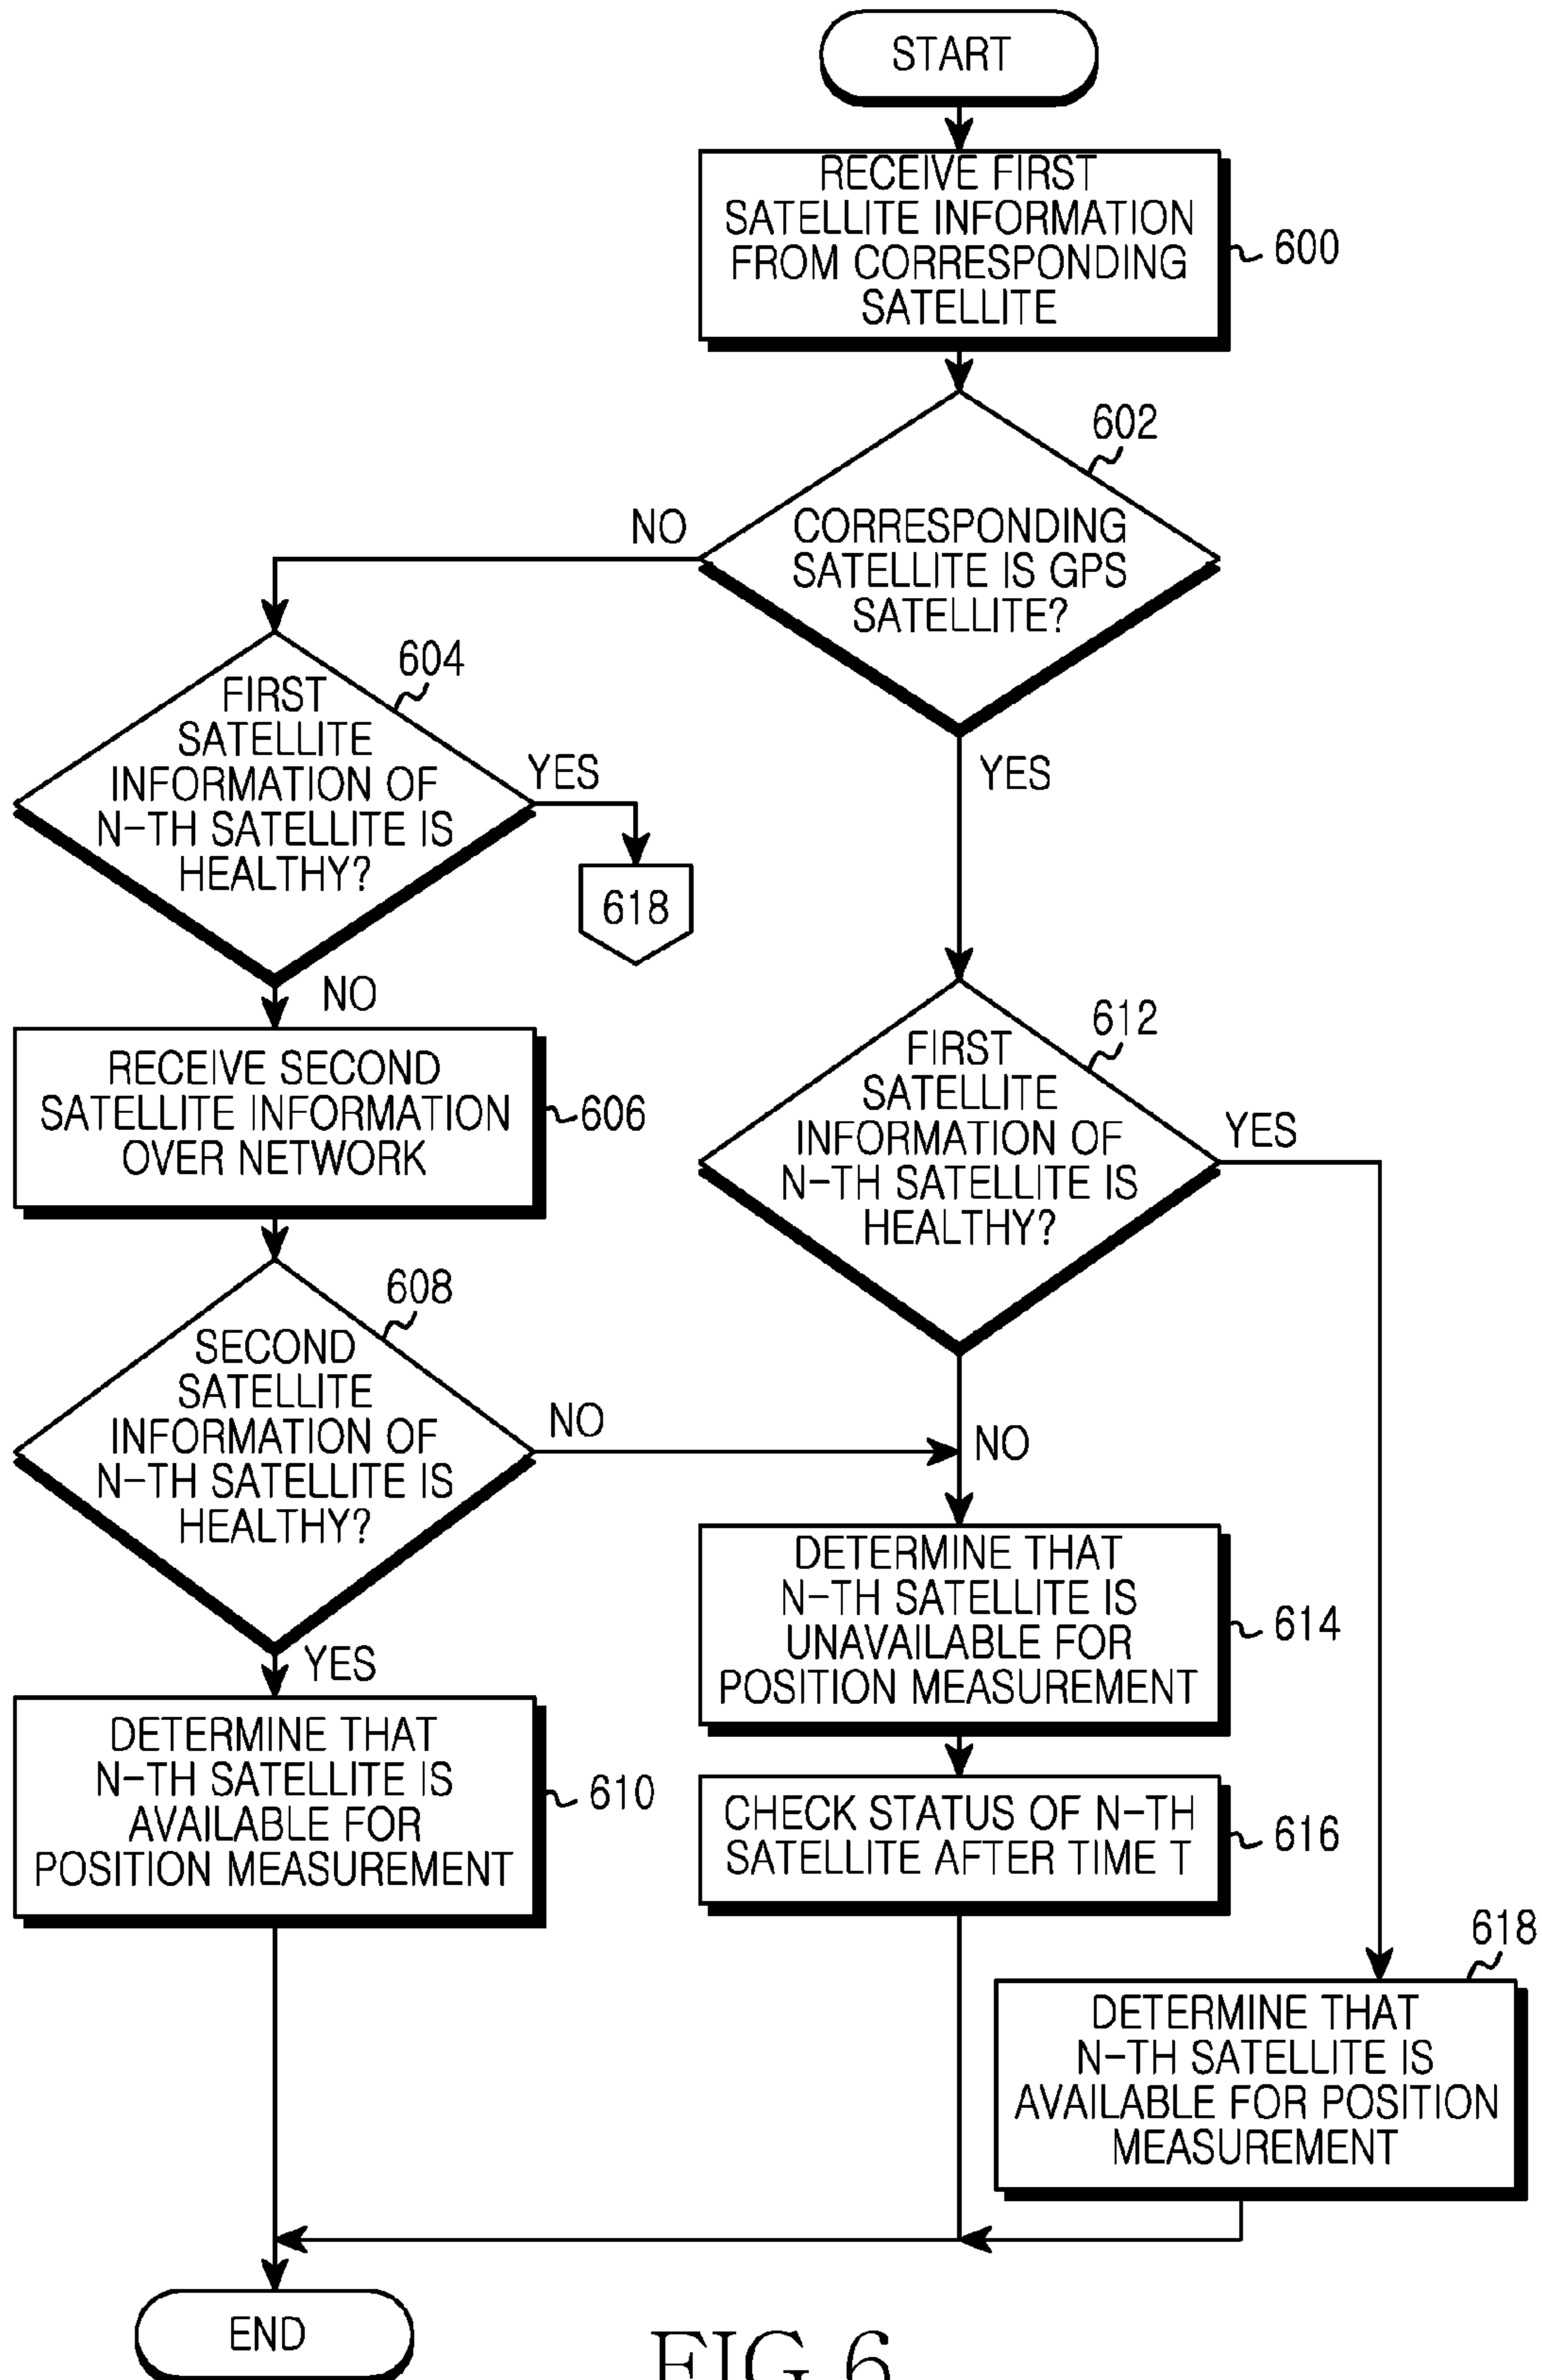 START
RECEIVE FIRST
SATELLITE INFORMATION
FROM CORRESPONDING
SATELLITE
600
602
CORRESPONDING
SATELLITE IS GPS
SATELLITE?
NO
YES
604
FIRST
SATELLITE
INFORMATION OF
N-TH SATELLITE IS
HEALTHY?
YES
618
NO
RECEIVE SECOND
SATELLITE INFORMATION
OVER NETWORK
606
608
SECOND
SATELLITE
INFORMATION OF
N-TH SATELLITE IS
HEALTHY?
NO
YES
DETERMINE THAT
N-TH SATELLITE IS
AVAILABLE FOR
POSITION MEASUREMENT
610
612
FIRST
SATELLITE
INFORMATION OF
N-TH SATELLITE IS
HEALTHY?
YES
NO
DETERMINE THAT
N-TH SATELLITE IS
UNAVAILABLE FOR
POSITION MEASUREMENT
614
CHECK STATUS OF N-TH
SATELLITE AFTER TIME T
616
618
DETERMINE THAT
N-TH SATELLITE IS
AVAILABLE FOR POSITION
MEASUREMENT
END
FIG.6